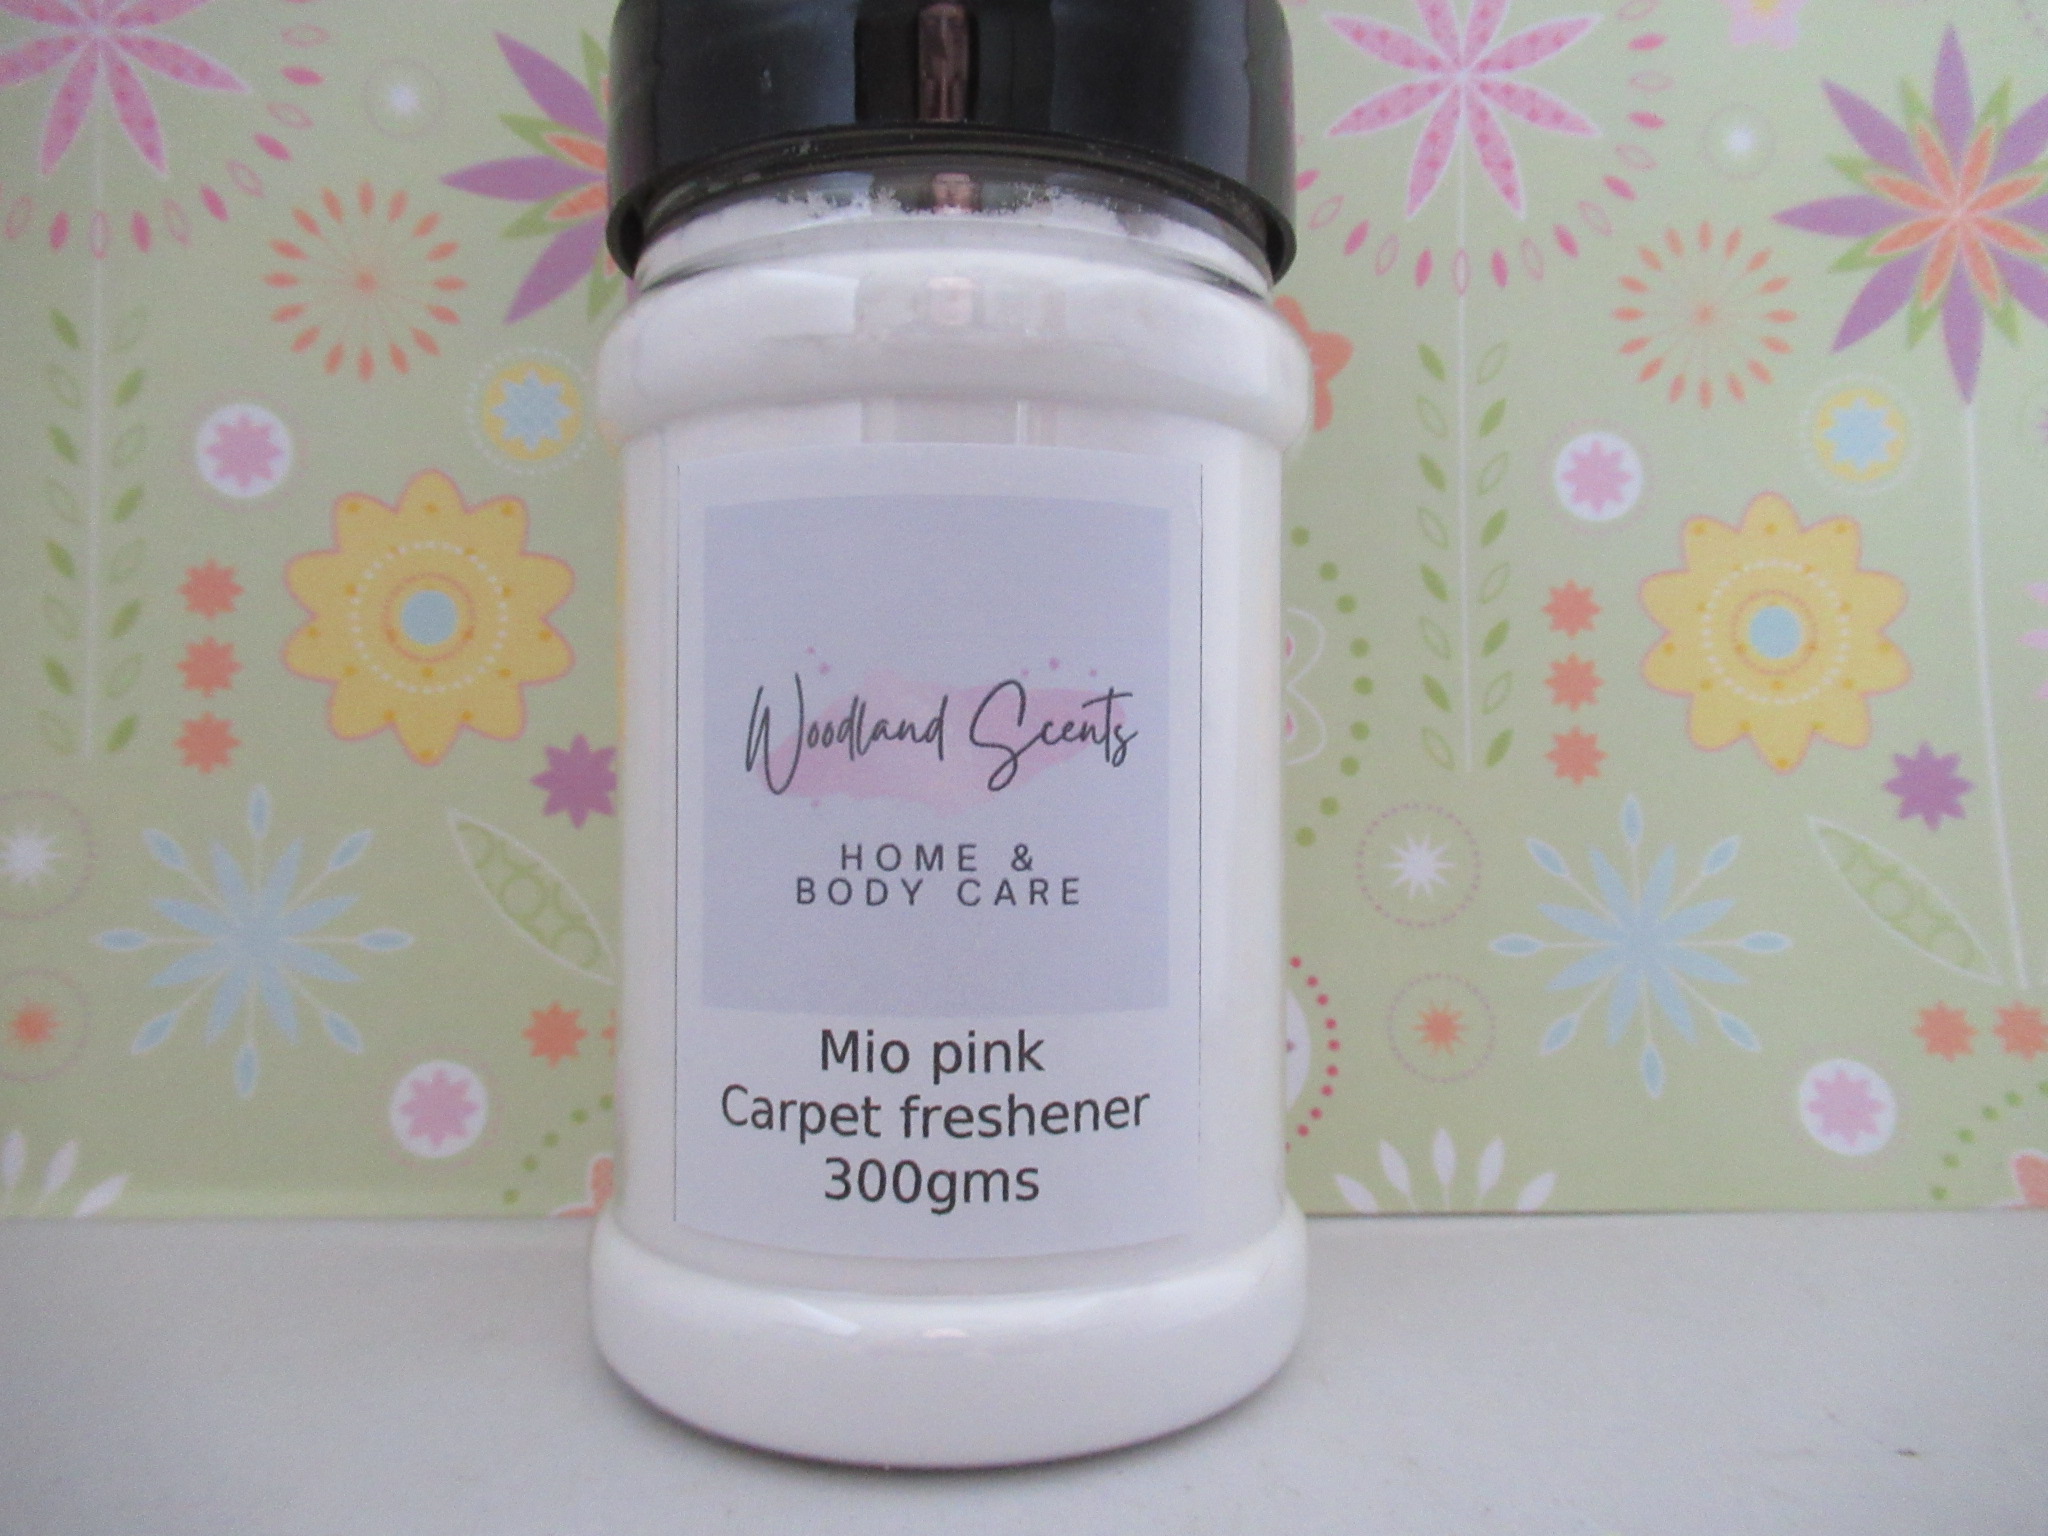 Woodland Scents
HOME &
BODY CARE
Mio pink
Carpet freshener
300gms